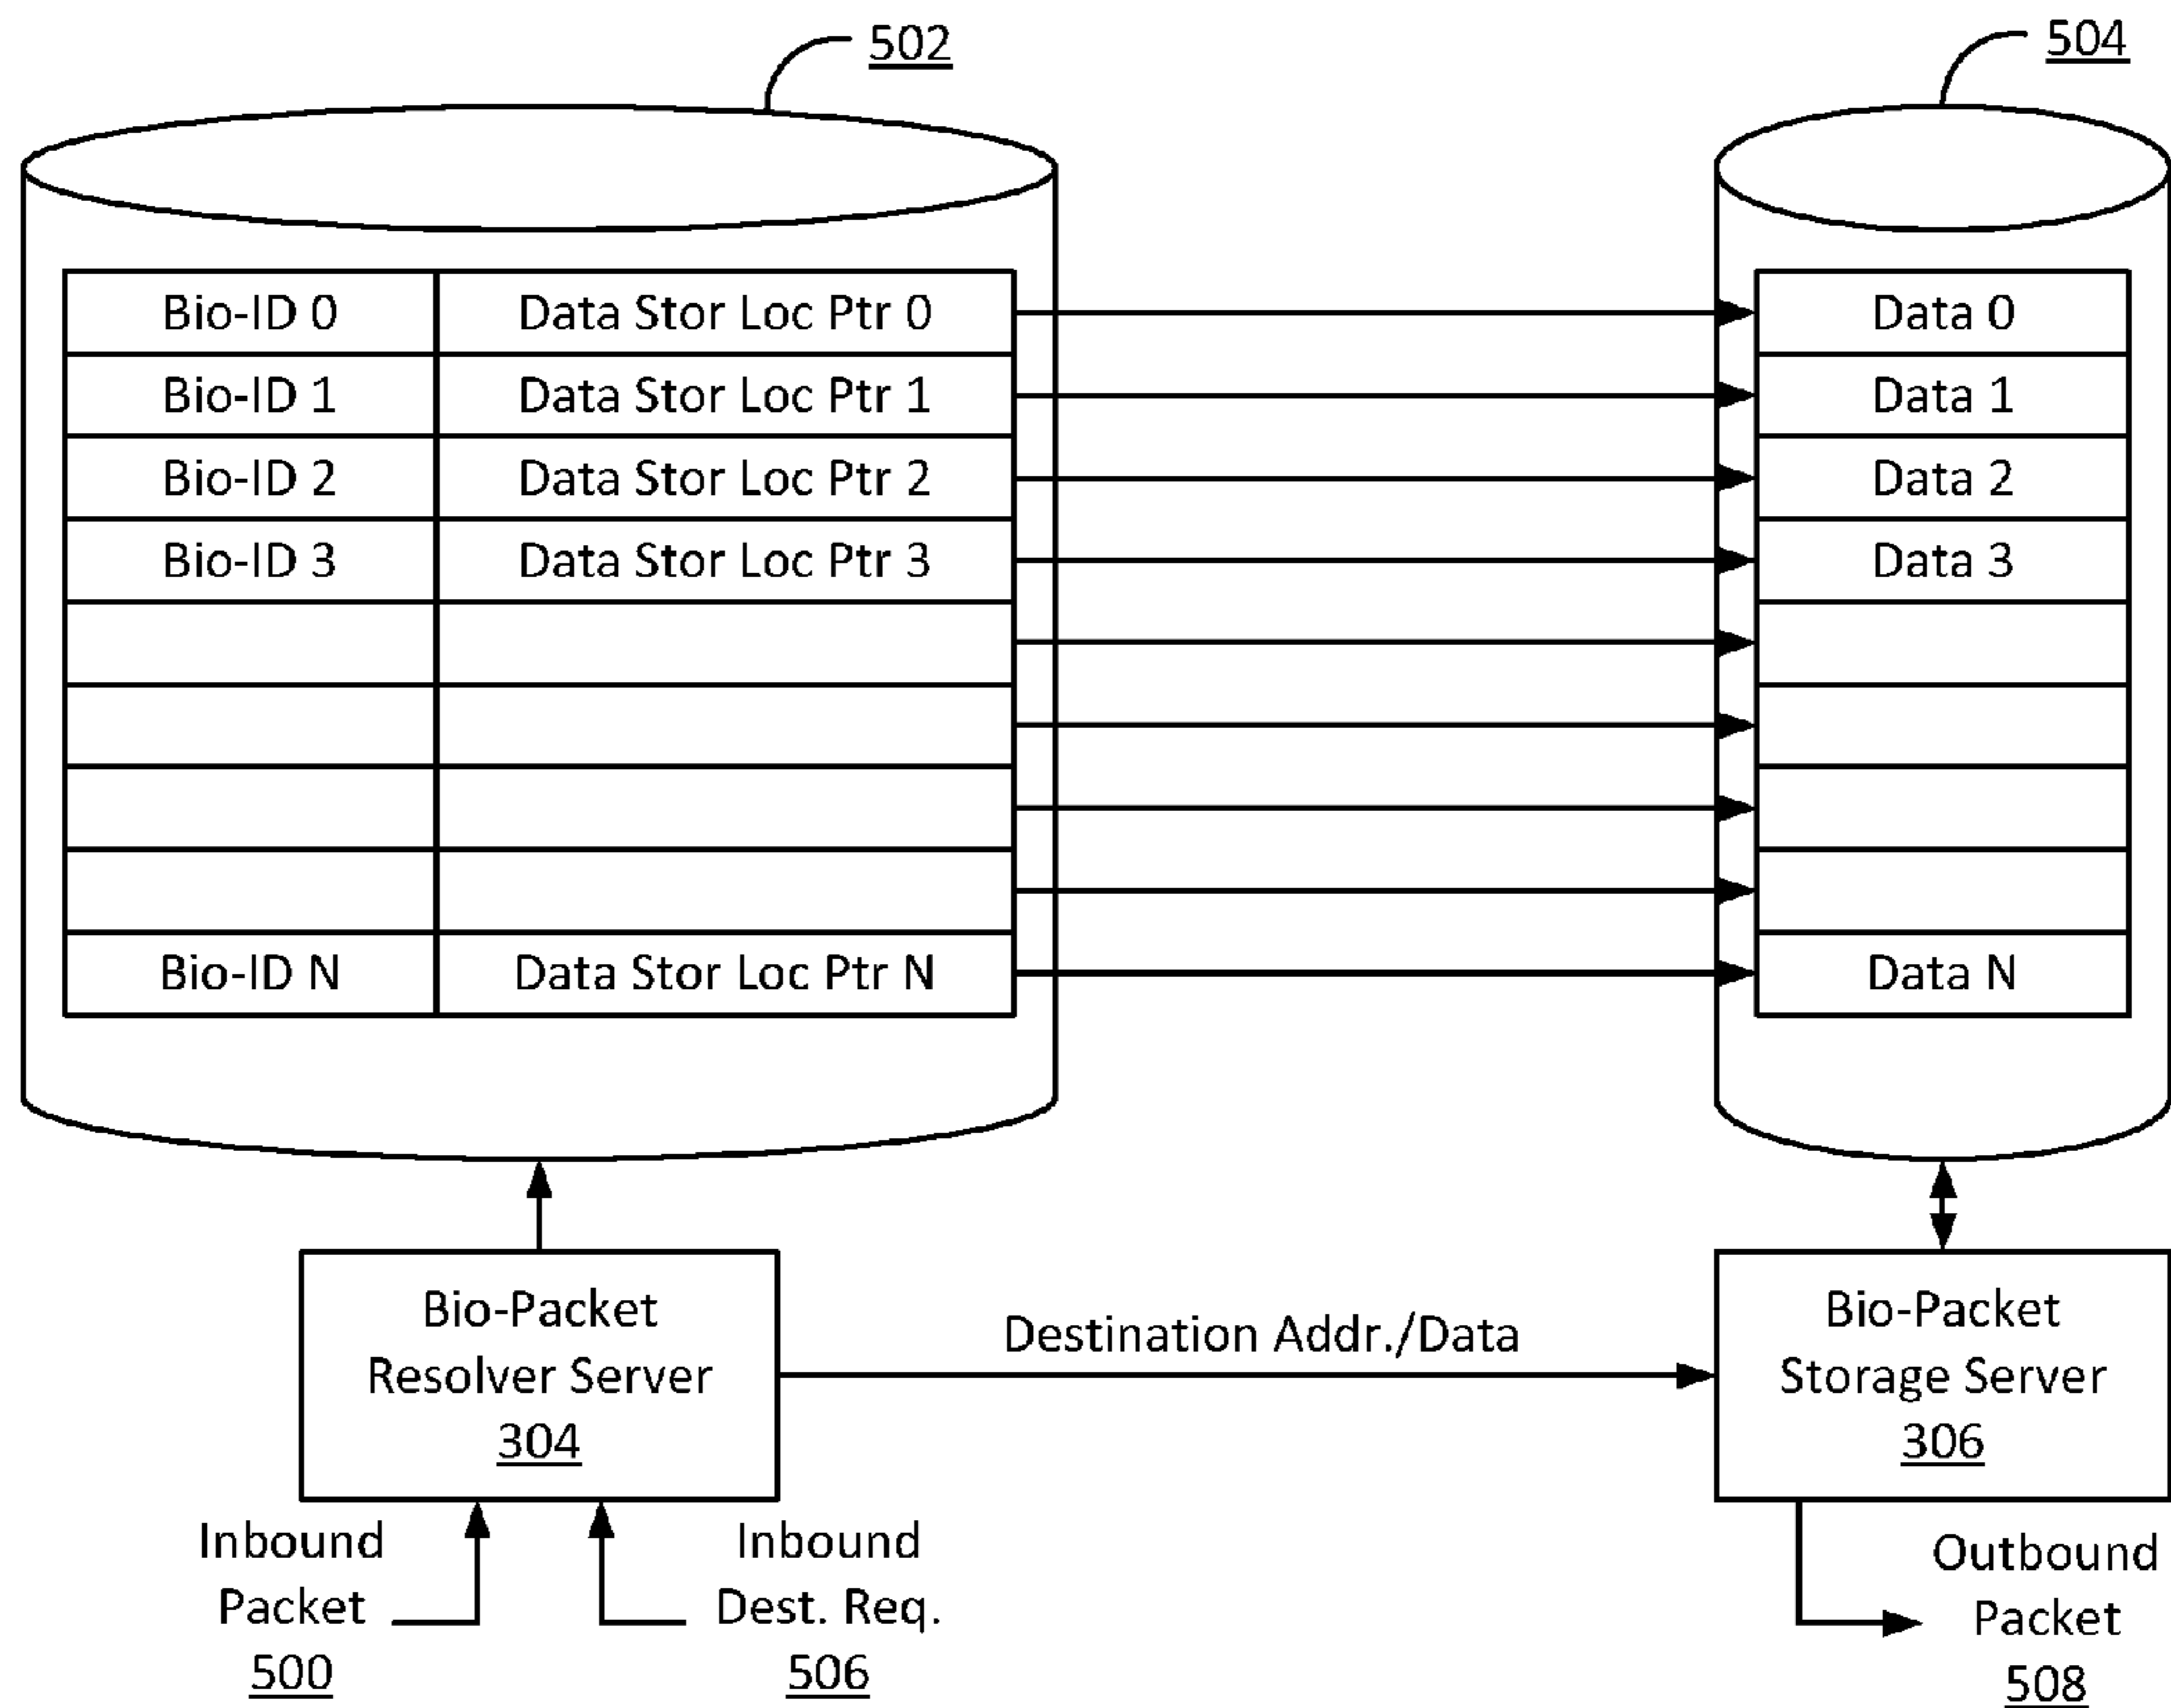 502
504
Bio-ID 0 Data Stor Loc Ptr 0 Data 0
Bio-ID 1 Data Stor Loc Ptr 1 Data 1
Bio-ID 2 Data Stor Loc Ptr 2 Data 2
Bio-ID 3 Data Stor Loc Ptr 3 Data 3
Bio-ID N Data Stor Loc Ptr N Data N
Bio-Packet
Resolver Server
304
Destination Addr./Data
Bio-Packet
Storage Server
306
Inbound
Packet
500
Inbound
Dest. Req.
506
Outbound
Packet
508